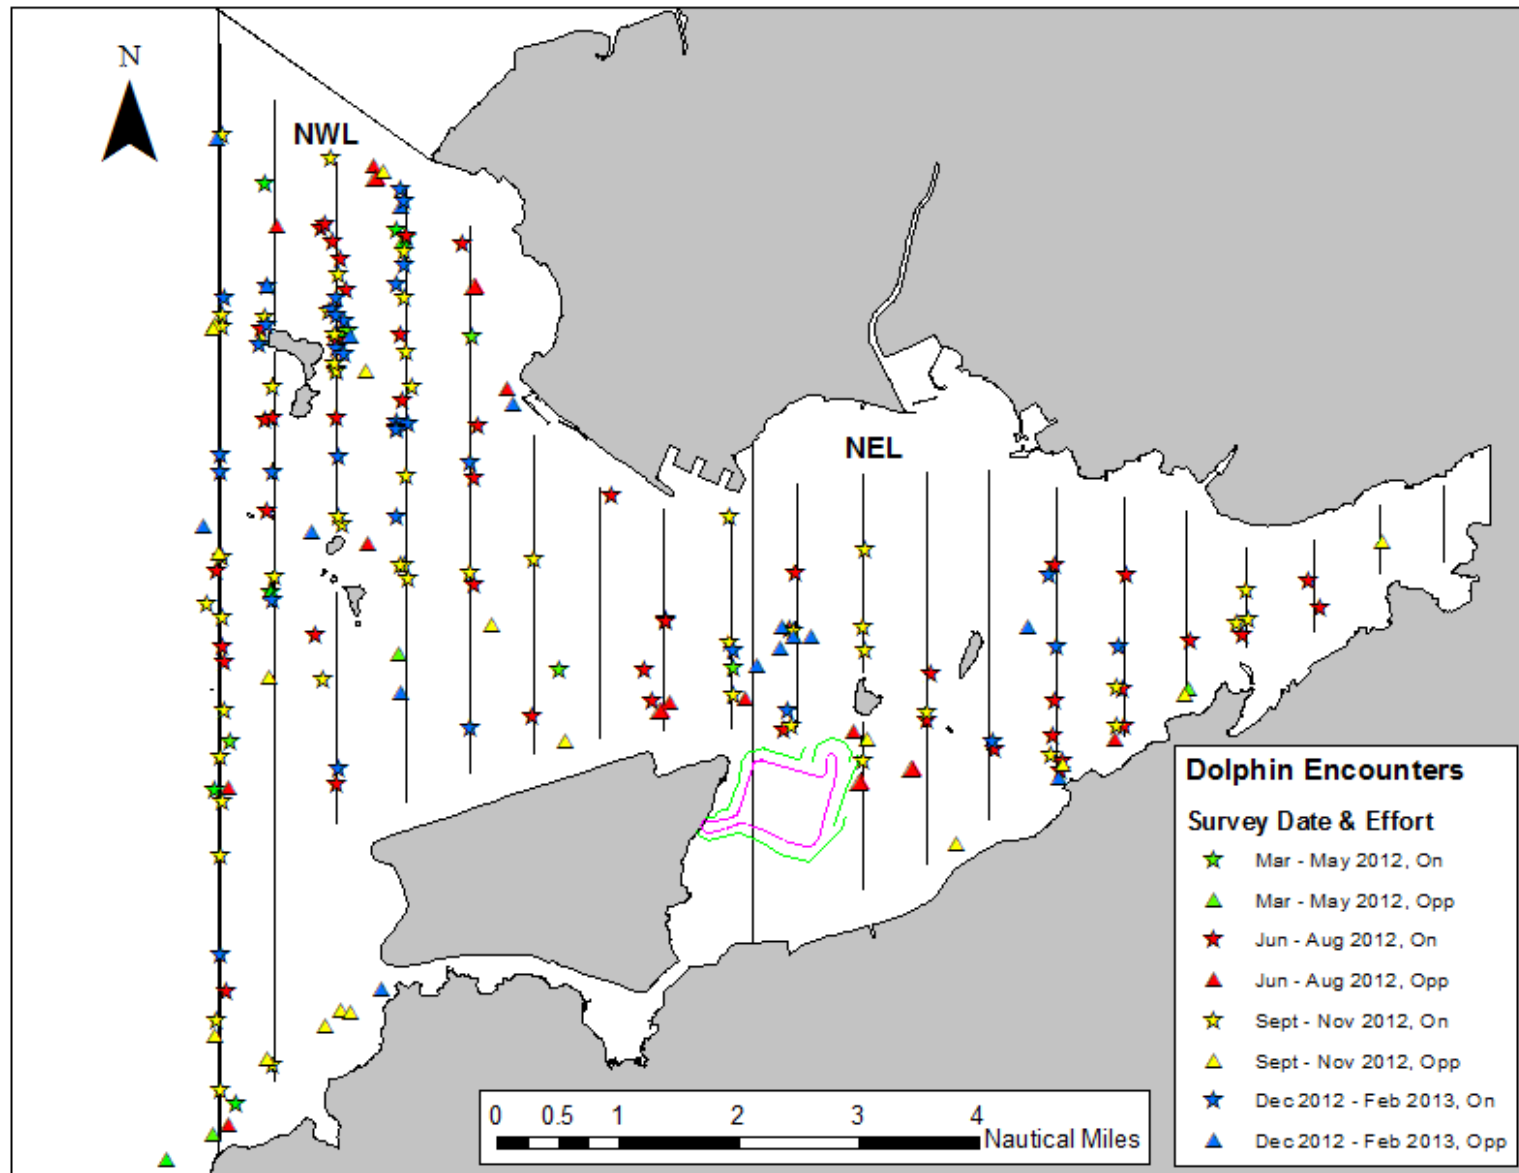 N
NWL
NEL
Dolphin Encounters
Survey Date & Effort
Mar - May 2012, On
Mar - May 2012, Opp
Jun - Aug 2012, On
Jun - Aug 2012, Opp
Sept - Nov 2012, On
Sept - Nov 2012, Opp
Dec 2012 - Feb 2013, On
Dec 2012 - Feb 2013, Opp
0 0.5 1 2 3 4
Nautical Miles